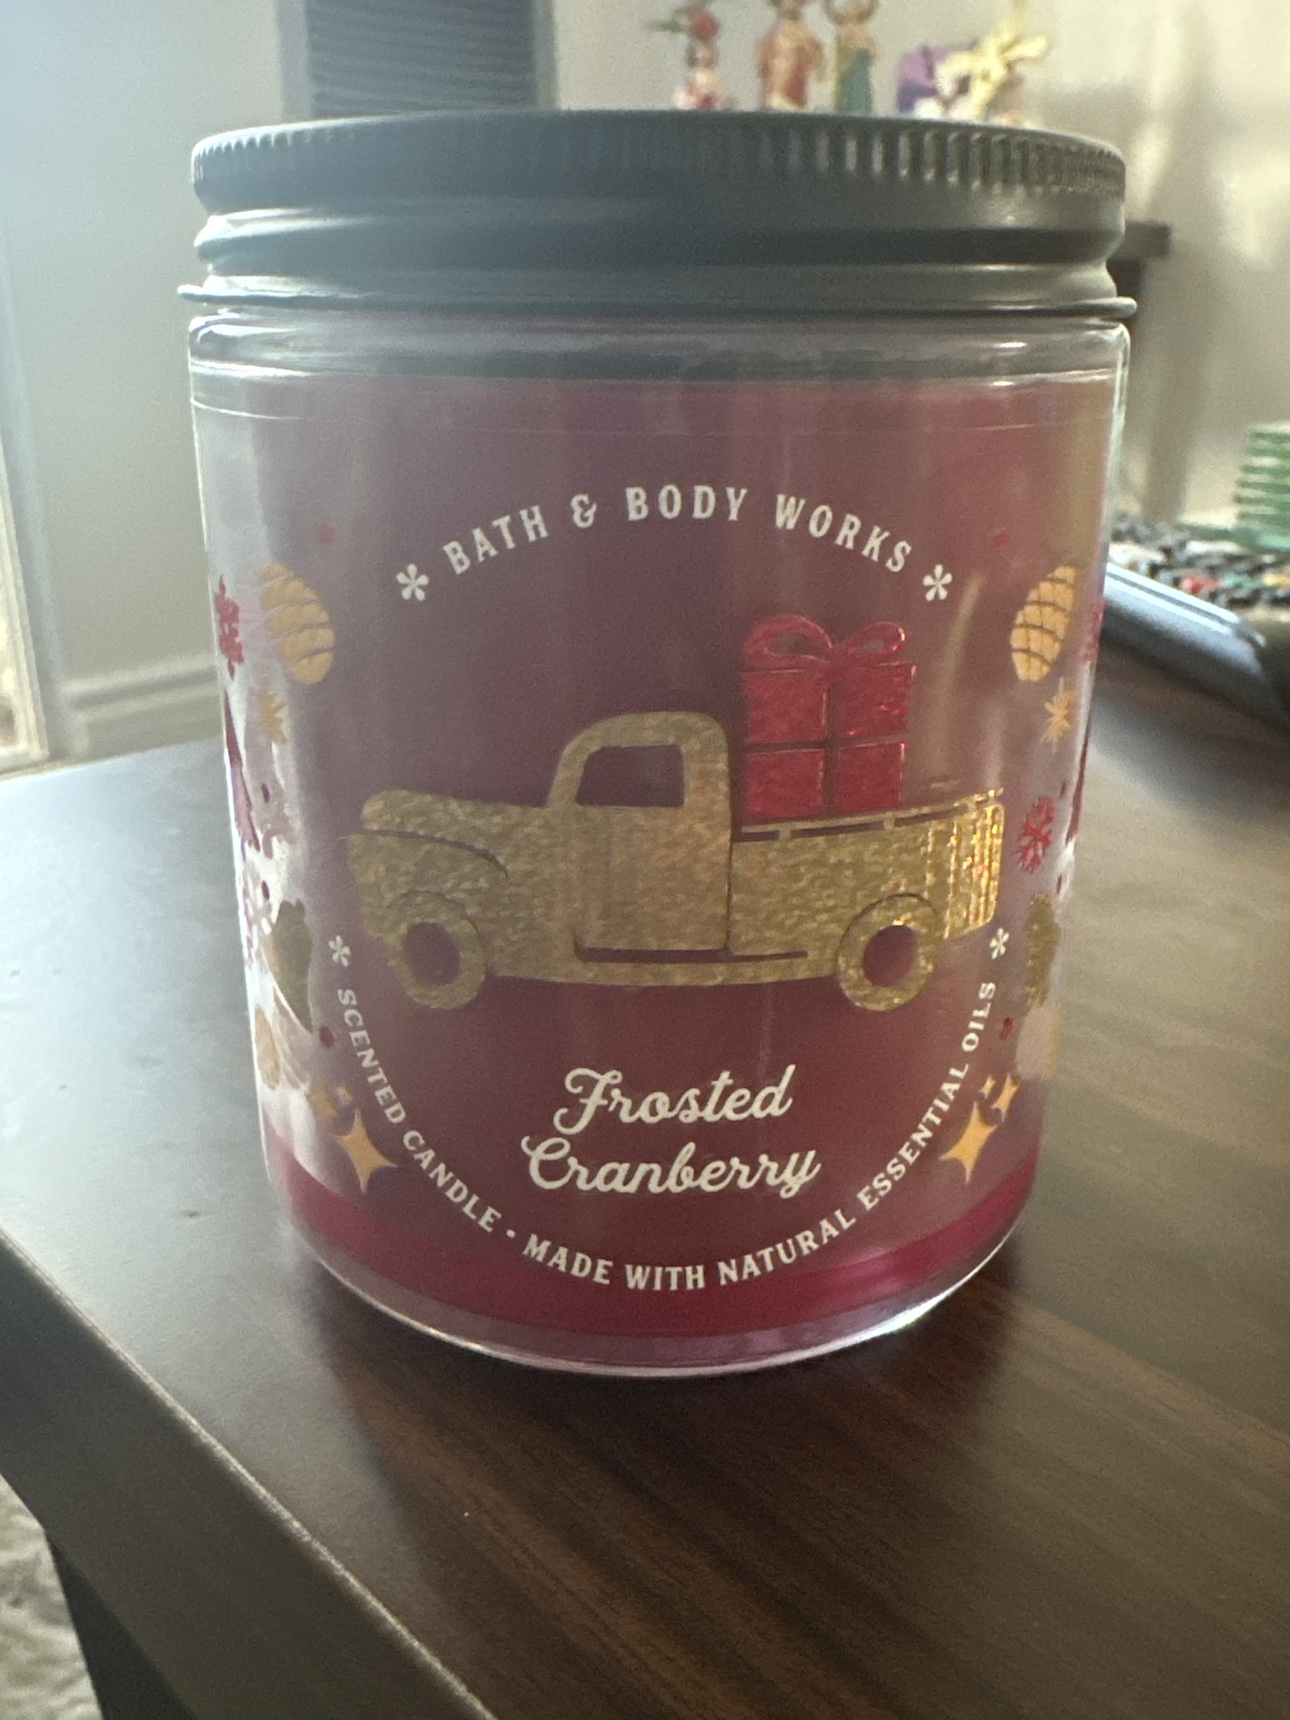 * BATH & BODY WORKS *
Frosted
Cranberry
* SCENTED CANDLE • MADE WITH NATURAL ESSENTIAL OILS *